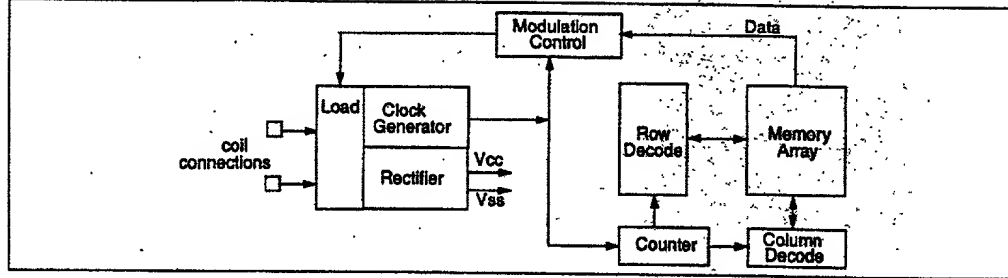 Modulation
Control
Data
Load
Clock
Generator
Row
Decode
Memory
Array
coil
connections
Rectifier
Vcc
Vss
Counter
Column
Decode